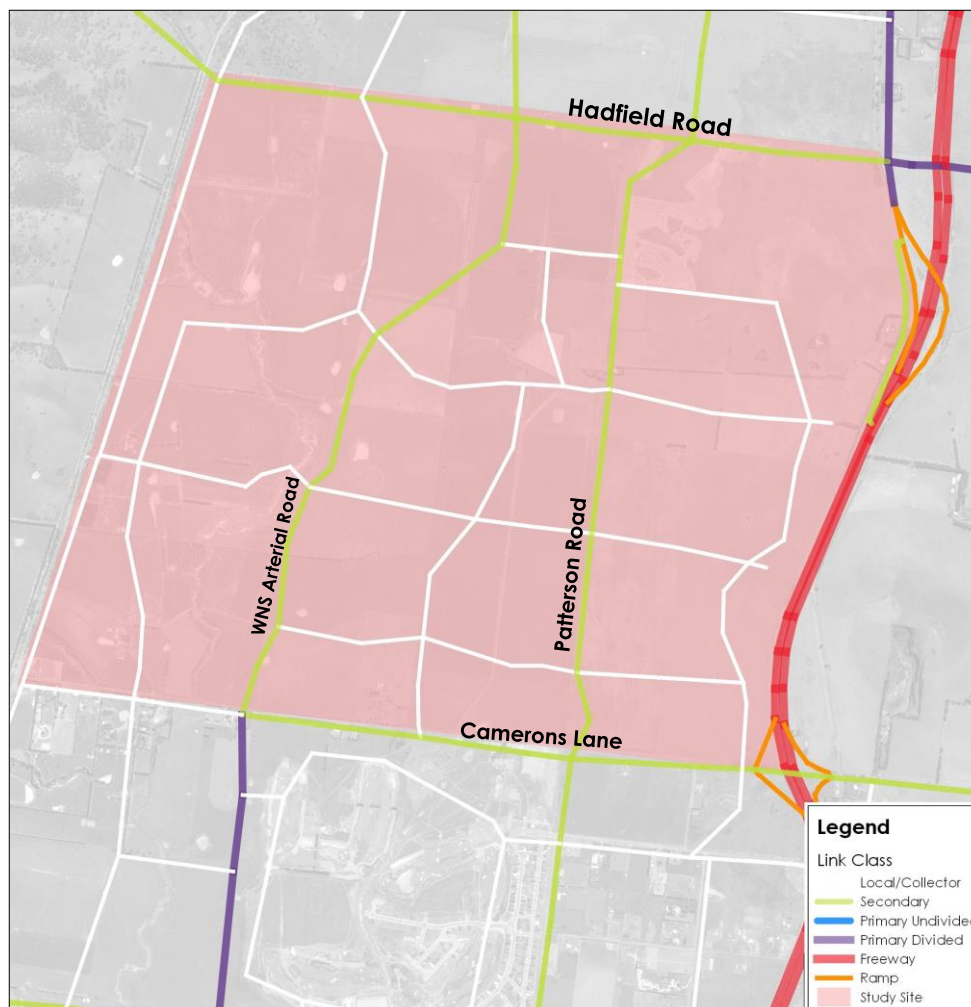 Hadfield Road
WNS Arterial Road
Patterson Road
Camerons Lane
Legend
Link Class
Local/Collector
Secondary
Primary Undivided
Primary Divided
Freeway
Ramp
Study Site